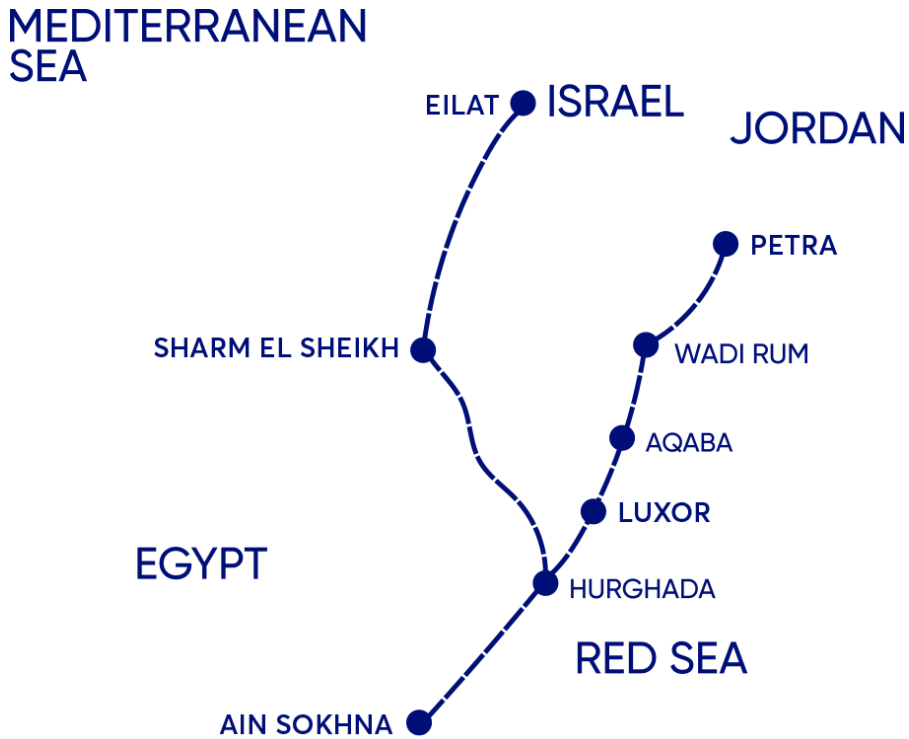 MEDITERRANEAN
SEA
EILAT
ISRAEL
JORDAN
PETRA
SHARM EL SHEIKH
WADI RUM
AQABA
LUXOR
EGYPT
HURGHADA
RED SEA
AIN SOKHNA